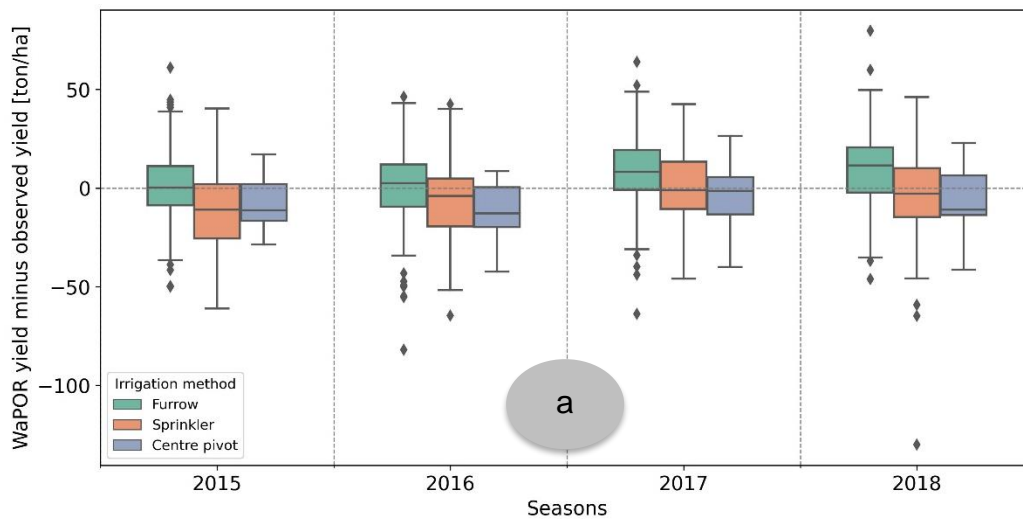 WaPOR yield minus observed yield [ton/ha]
50
0
−50
−100
Irrigation method
Furrow
Sprinkler
Centre pivot
a
2015 2016 2017 2018
Seasons